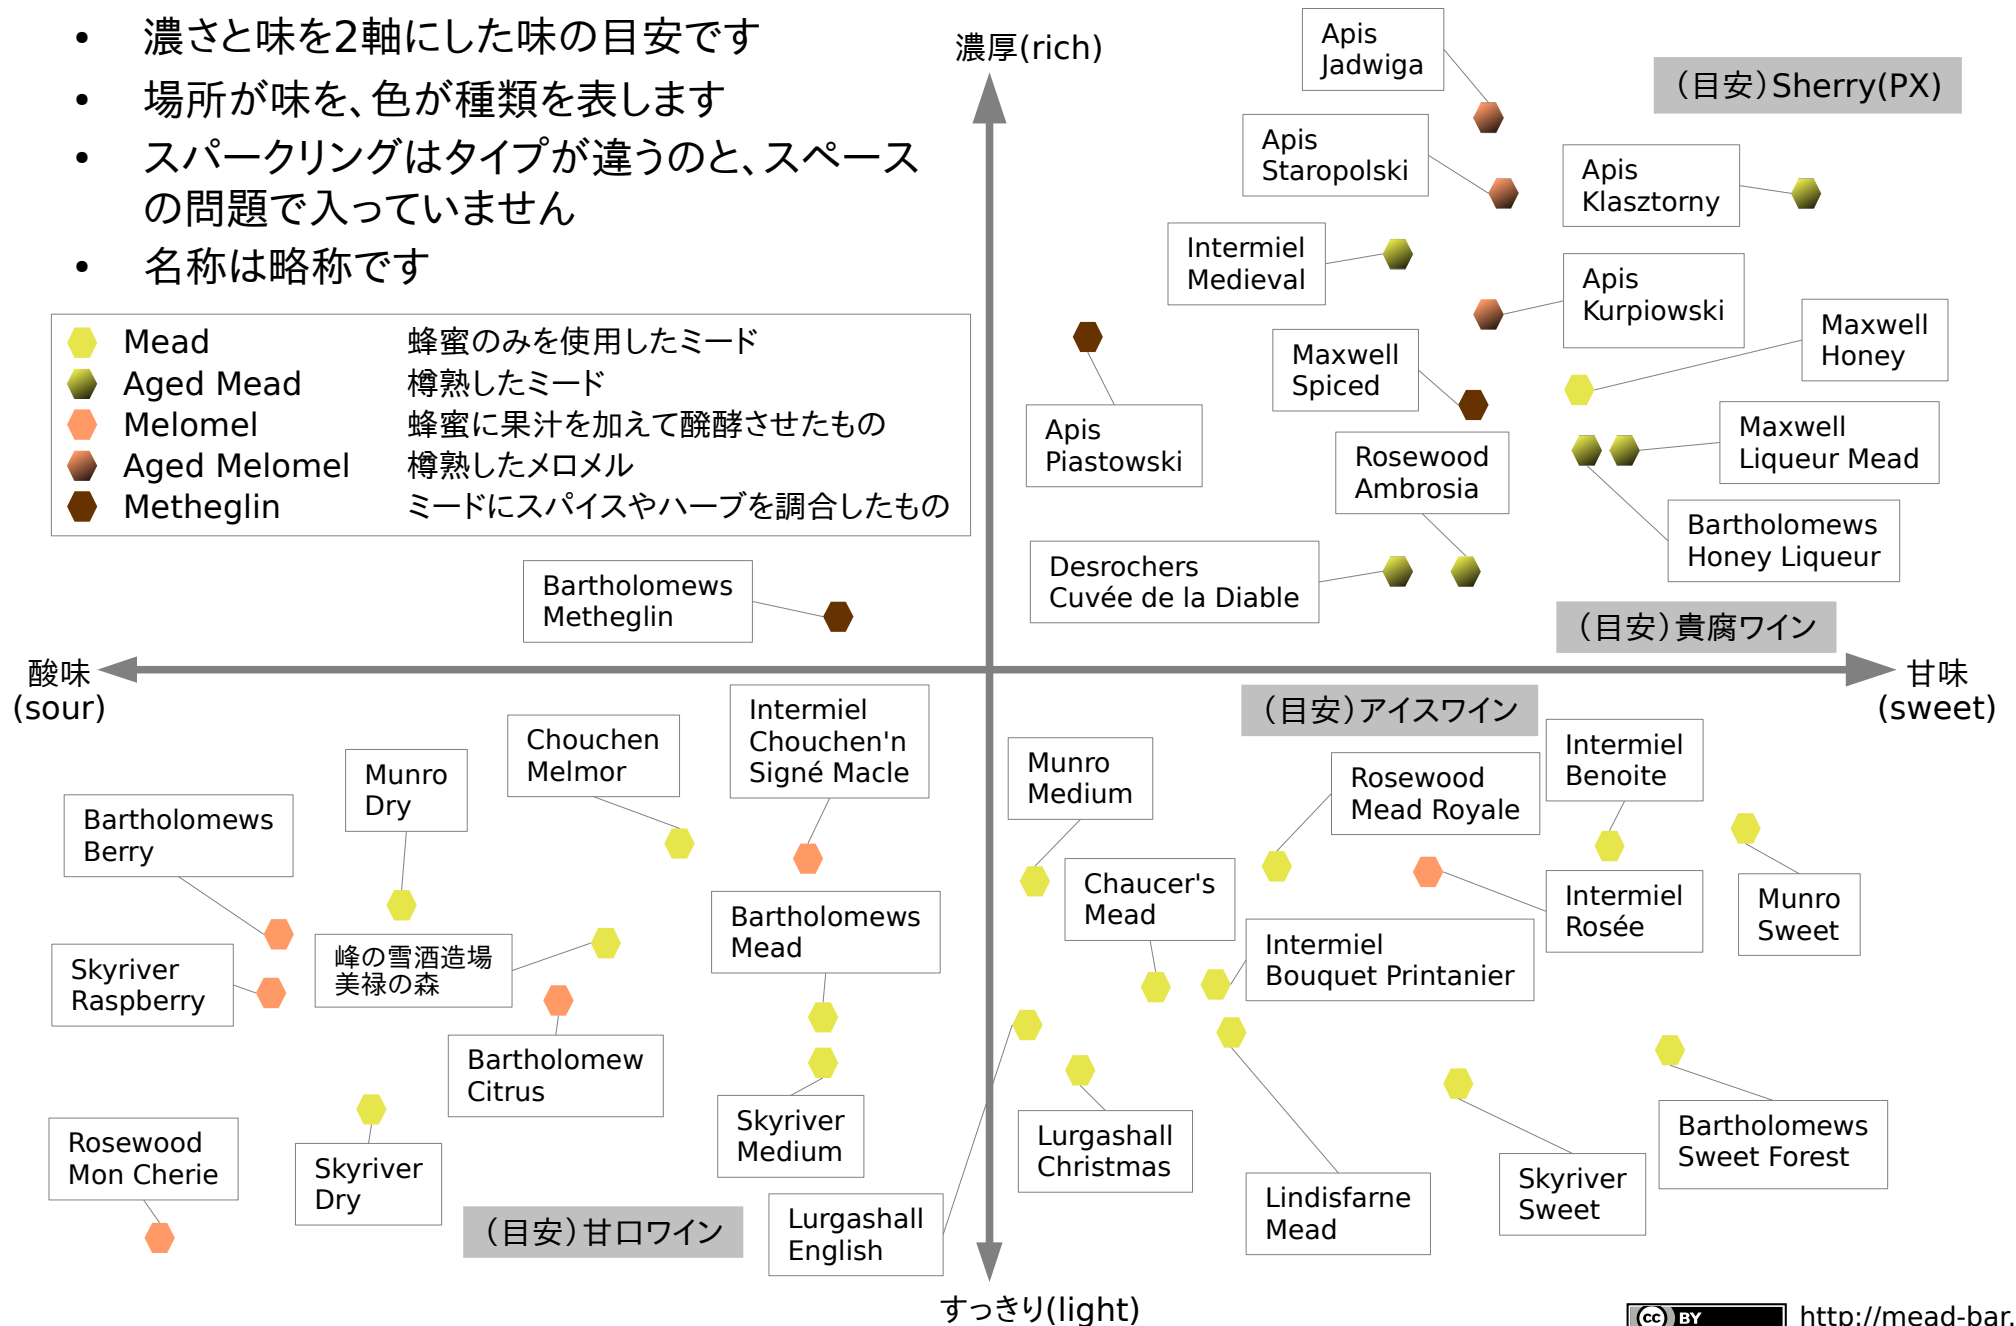 • 濃さと味を2軸にした味の目安です
• 場所が味を、色が種類を表します
• スパークリングはタイプが違うのと、スペース
の問題で入っていません
• 名称は略称です
Mead 蜂蜜のみを使用したミード
Aged Mead 樽熟したミード
Melomel 蜂蜜に果汁を加えて醗酵させたもの
Aged Melomel 樽熟したメロメル
Metheglin ミードにスパイスやハーブを調合したもの
濃厚(rich)
Apis
Jadwiga
(目安)Sherry(PX)
Apis
Staropolski
Apis
Klasztorny
Intermiel
Medieval
Apis
Kurpiowski
Maxwell
Honey
Maxwell
Spiced
Apis
Piastowski
Maxwell
Liqueur Mead
Rosewood
Ambrosia
Bartholomews
Honey Liqueur
Desrochers
Cuvée de la Diable
Bartholomews
Metheglin
(目安)貴腐ワイン
酸味
(sour)
甘味
(sweet)
(目安)アイスワイン
Intermiel
Chouchen'n
Signé Macle
Chouchen
Melmor
Munro
Dry
Bartholomews
Berry
Munro
Medium
Rosewood
Mead Royale
Intermiel
Benoite
Chaucer's
Mead
Intermiel
Rosée
Munro
Sweet
Bartholomews
Mead
峰の雪酒造場
美禄の森
Skyriver
Raspberry
Intermiel
Bouquet Printanier
Bartholomew
Citrus
Skyriver
Medium
Lurgashall
Christmas
Bartholomews
Sweet Forest
Rosewood
Mon Cherie
Skyriver
Dry
Skyriver
Sweet
Lindisfarne
Mead
(目安)甘口ワイン
Lurgashall
English
すっきり(light)
cc BY
http://mead-bar.